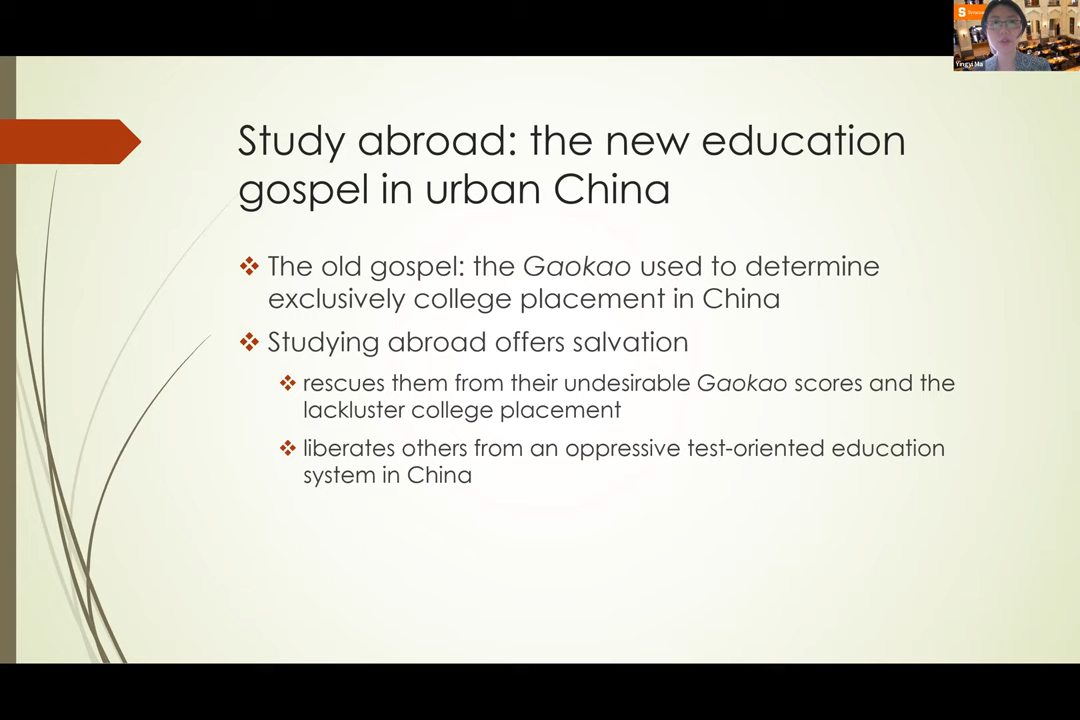 Study abroad: the new education
gospel in urban China
The old gospel: the Gaokao used to determine
exclusively college placement in China
Studying abroad offers salvation
rescues them from their undesirable Gaokao scores and the
lackluster college placement
liberates others from an oppressive test-oriented education
system in China
S
Yingyi Ma